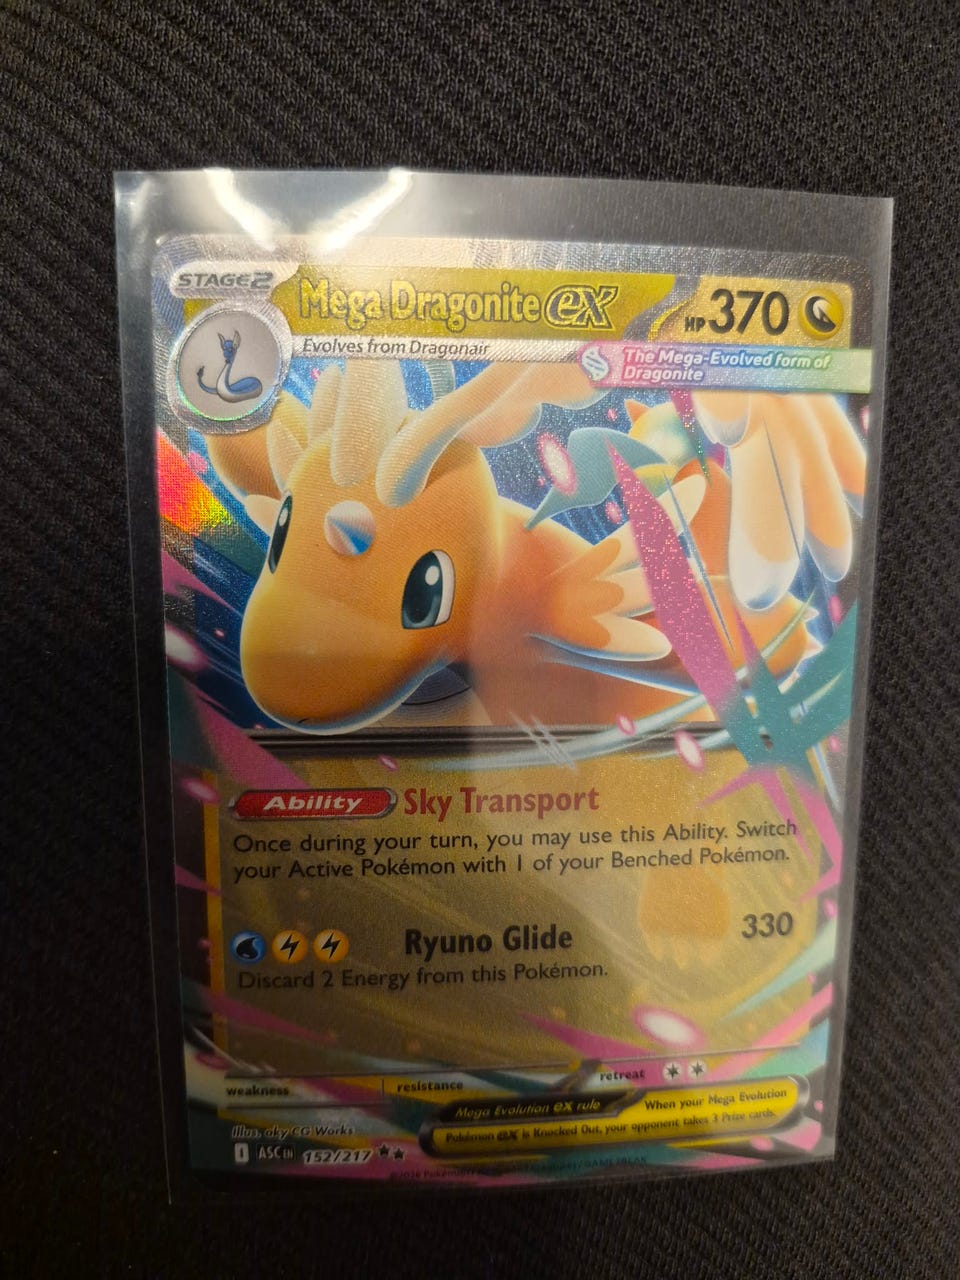 STAGE2
Mega Dragonite ex
HP 370
Evolves from Dragonair
The Mega-Evolved form of
Dragonite
Ability Sky Transport
Once during your turn, you may use this Ability. Switch
your Active Pokémon with 1 of your Benched Pokémon.
Ryuno Glide 330
Discard 2 Energy from this Pokémon.
weakness resistance retreat
Mega Evolution ex rule When your Mega Evolution
Pokémon ex is Knocked Out, your opponent takes 3 Prize cards.
Illus. aky CG Works
I ASC EN 152/217